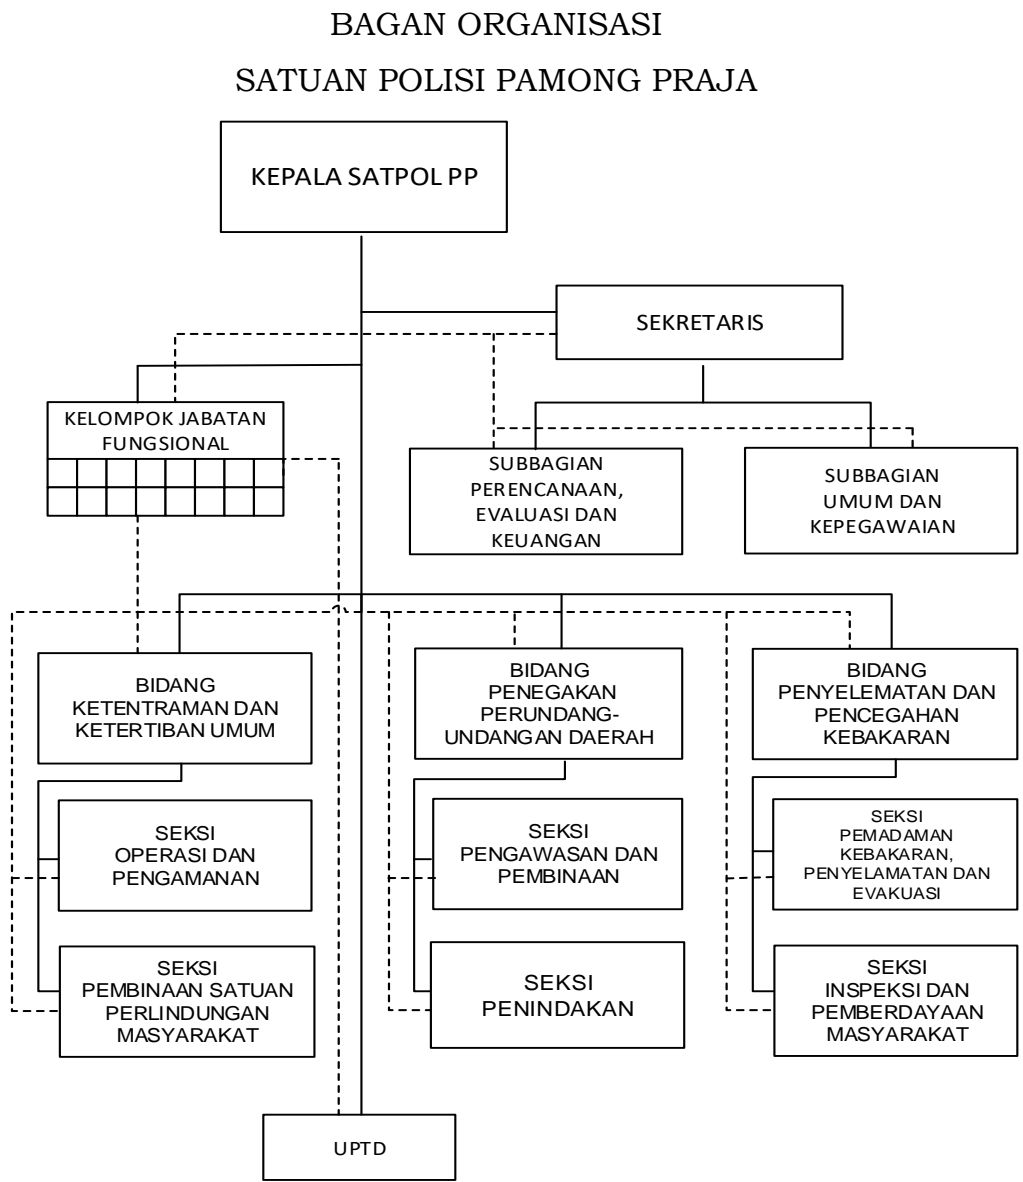 BAGAN ORGANISASI
SATUAN POLISI PAMONG PRAJA
KEPALA SATPOL PP
SEKRETARIS
KELOMPOK JABATAN
FUNGSIONAL
SUBBAGIAN
PERENCANAAN,
EVALUASI DAN
KEUANGAN
SUBBAGIAN
UMUM DAN
KEPEGAWAIAN
BIDANG
KETENTRAMAN DAN
KETERTIBAN UMUM
BIDANG
PENEGAKAN
PERUNDANG-
UNDANGAN DAERAH
BIDANG
PENYELEMATAN DAN
PENCEGAHAN
KEBAKARAN
SEKSI
OPERASI DAN
PENGAMANAN
SEKSI
PENGAWASAN DAN
PEMBINAAN
SEKSI
PEMADAMAN
KEBAKARAN,
PENYELAMATAN DAN
EVAKUASI
SEKSI
PEMBINAAN SATUAN
PERLINDUNGAN
MASYARAKAT
SEKSI
PENINDAKAN
SEKSI
INSPEKSI DAN
PEMBERDAYAAN
MASYARAKAT
UPTD